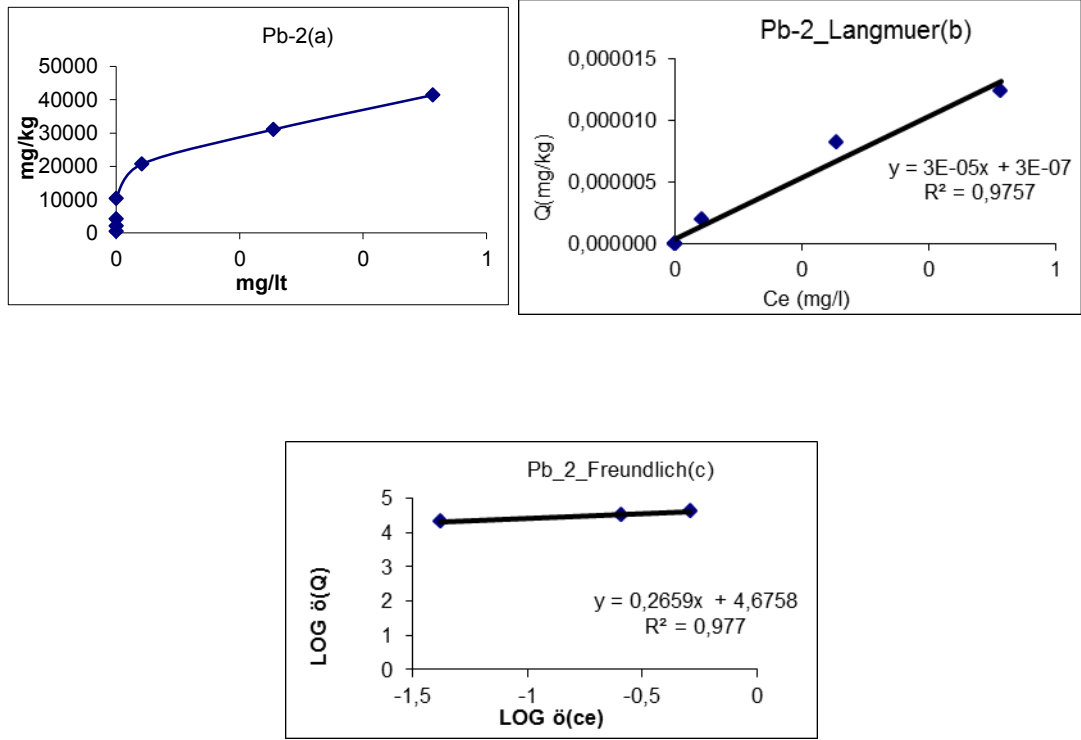 Pb-2(a)
50000
40000
30000
20000
10000
0
mg/kg
0
0
0
1
mg/lt
Pb-2_Langmuer(b)
0,000015
0,000010
0,000005
0,000000
Q(mg/kg)
y = 3E-05x + 3E-07
R² = 0,9757
0
0
0
1
Ce (mg/l)
Pb_2_Freundlich(c)
5
4
3
2
1
0
LOG ö(Q)
y = 0,2659x + 4,6758
R² = 0,977
-1,5
-1
-0,5
0
LOG ö(ce)